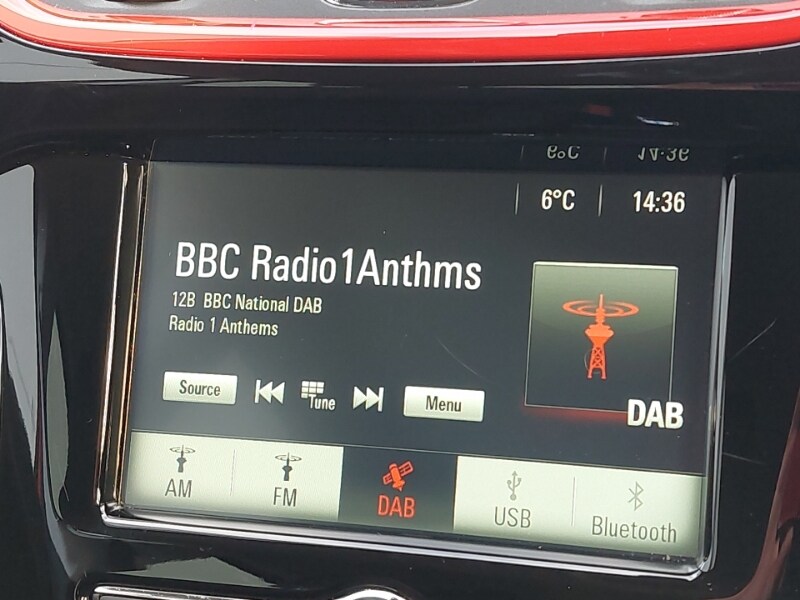 6°C 14:36
BBC Radio1Anthms
12B BBC National DAB
Radio 1 Anthems
Source Tune Menu
DAB
AM FM DAB USB Bluetooth